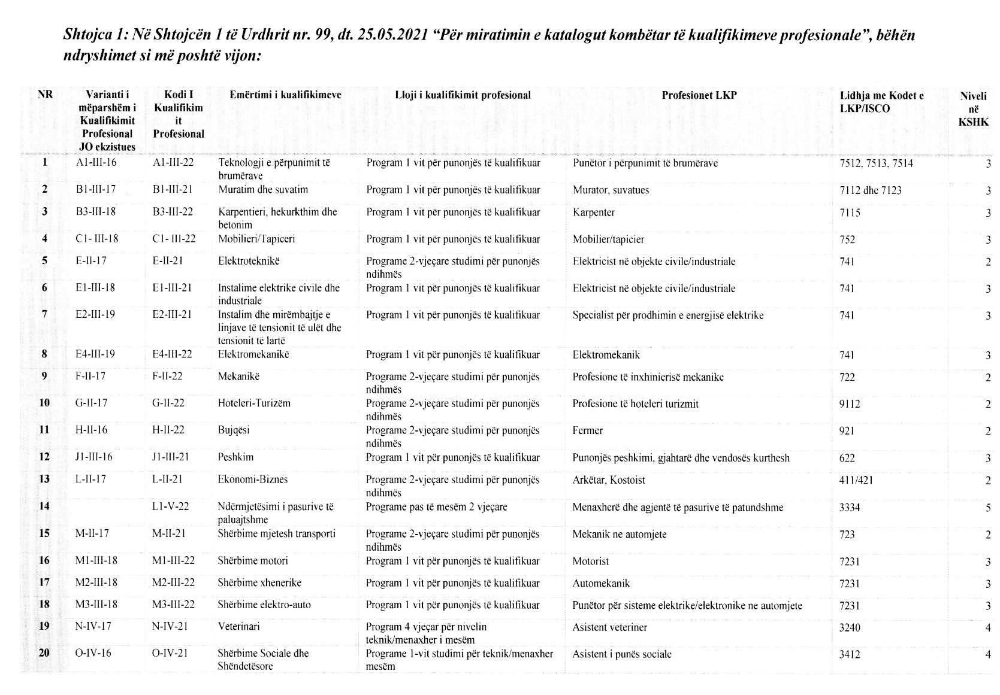 Shtojca 1: Në Shtojcën 1 të Urdhrit nr. 99, dt. 25.05.2021 “Për miratimin e katalogut kombëtar të kualifikimeve profesionale”, bëhën
ndryshimet si më poshtë vijon:
NR Varianti i mëparshëm i Kualifikimit Profesional JO ekzistues Kodi I Kualifikim it Profesional Emërtimi i kualifikimeve Lloji i kualifikimit profesional Profesionet LKP Lidhja me Kodet e LKP/ISCO Niveli në KSHK
1 A1-III-16 A1-III-22 Teknologji e përpunimit të brumërave Program 1 vit për punonjës të kualifikuar Punëtor i përpunimit të brumërave 7512, 7513, 7514 3
2 B1-III-17 B1-III-21 Muratim dhe suvatim Program 1 vit për punonjës të kualifikuar Murator, suvatues 7112 dhe 7123 3
3 B3-III-18 B3-III-22 Karpentieri, hekurkthim dhe betonim Program 1 vit për punonjës të kualifikuar Karpenter 7115 3
4 C1- III-18 C1- III-22 Mobilieri/Tapiceri Program 1 vit për punonjës të kualifikuar Mobilier/tapicier 752 3
5 E-II-17 E-II-21 Elektroteknikë Programe 2-vjeçare studimi për punonjës ndihmës Elektricist në objekte civile/industriale 741 2
6 E1-III-18 E1-III-21 Instalime elektrike civile dhe industriale Program 1 vit për punonjës të kualifikuar Elektricist në objekte civile/industriale 741 3
7 E2-III-19 E2-III-21 Instalim dhe mirëmbajtje e linjave të tensionit të ulët dhe tensionit të lartë Program 1 vit për punonjës të kualifikuar Specialist për prodhimin e energjisë elektrike 741 3
8 E4-III-19 E4-III-22 Elektromekanikë Program 1 vit për punonjës të kualifikuar Elektromekanik 741 3
9 F-II-17 F-II-22 Mekanikë Programe 2-vjeçare studimi për punonjës ndihmës Profesione të inxhinierisë mekanike 722 2
10 G-II-17 G-II-22 Hoteleri-Turizëm Programe 2-vjeçare studimi për punonjës ndihmës Profesione të hoteleri turizmit 9112 2
11 H-II-16 H-II-22 Bujqësi Programe 2-vjeçare studimi për punonjës ndihmës Fermer 921 2
12 J1-III-16 J1-III-21 Peshkim Program 1 vit për punonjës të kualifikuar Punonjës peshkimi, gjahtarë dhe vendosës kurthesh 622 3
13 L-II-17 L-II-21 Ekonomi-Biznes Programe 2-vjeçare studimi për punonjës ndihmës Arkëtar, Kostoist 411/421 2
14 L1-V-22 Ndërmjetësimi i pasurive të paluajtshme Programe pas të mesëm 2 vjeçare Menaxherë dhe agjentë të pasurive të patundshme 3334 5
15 M-II-17 M-II-21 Shërbime mjetesh transporti Programe 2-vjeçare studimi për punonjës ndihmës Mekanik ne automjete 723 2
16 M1-III-18 M1-III-22 Shërbime motori Program 1 vit për punonjës të kualifikuar Motorist 7231 3
17 M2-III-18 M2-III-22 Shërbime xhenerike Program 1 vit për punonjës të kualifikuar Automekanik 7231 3
18 M3-III-18 M3-III-22 Shërbime elektro-auto Program 1 vit për punonjës të kualifikuar Punëtor për sisteme elektrike/elektronike ne automjete 7231 3
19 N-IV-17 N-IV-21 Veterinari Program 4 vjeçar për nivelin teknik/menaxher i mesëm Asistent veteriner 3240 4
20 O-IV-16 O-IV-21 Shërbime Sociale dhe Shëndetësore Programe 1-vit studimi për teknik/menaxher mesëm Asistent i punës sociale 3412 4